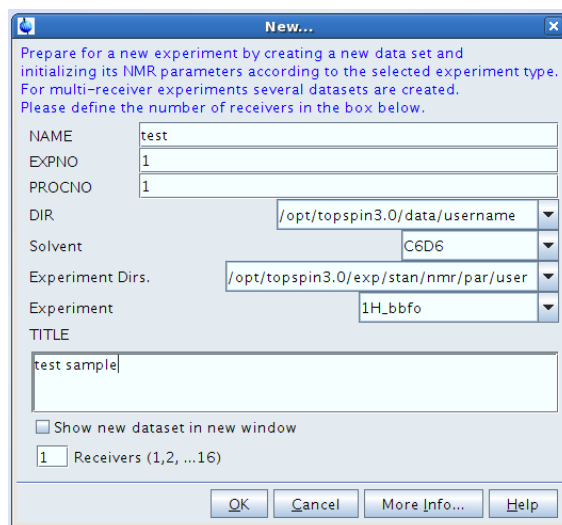 New...
Prepare for a new experiment by creating a new data set and
initializing its NMR parameters according to the selected experiment type.
For multi-receiver experiments several datasets are created.
Please define the number of receivers in the box below.
NAME test
EXPNO 1
PROCNO 1
DIR /opt/topspin3.0/data/username
Solvent C6D6
Experiment Dirs. /opt/topspin3.0/exp/stan/nmr/par/user
Experiment 1H_bbfo
TITLE
test sample
Show new dataset in new window
1 Receivers (1,2, ...16)
OK Cancel More Info... Help